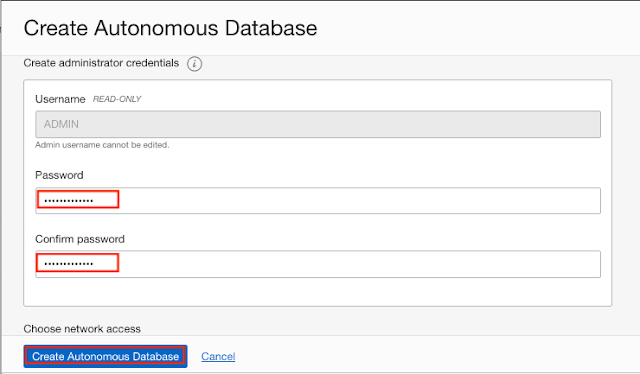 Create Autonomous Database
Create administrator credentials i
Username READ-ONLY
ADMIN
Admin username cannot be edited.
Password
•••••••••••••
Confirm password
•••••••••••••
Choose network access
Create Autonomous Database Cancel